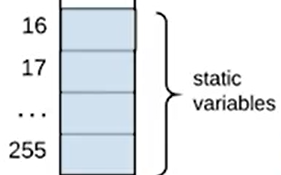 16
17
...
255
static
variables